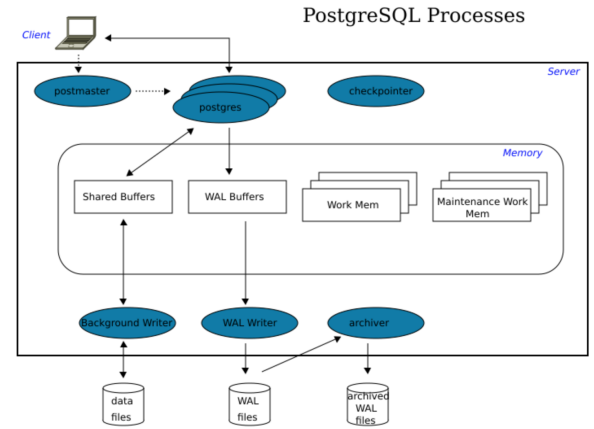 PostgreSQL Processes
Client
Server
postmaster
postgres
checkpointer
Memory
Shared Buffers
WAL Buffers
Work Mem
Maintenance Work
Mem
Background Writer
WAL Writer
archiver
data
files
WAL
files
archived
WAL
files